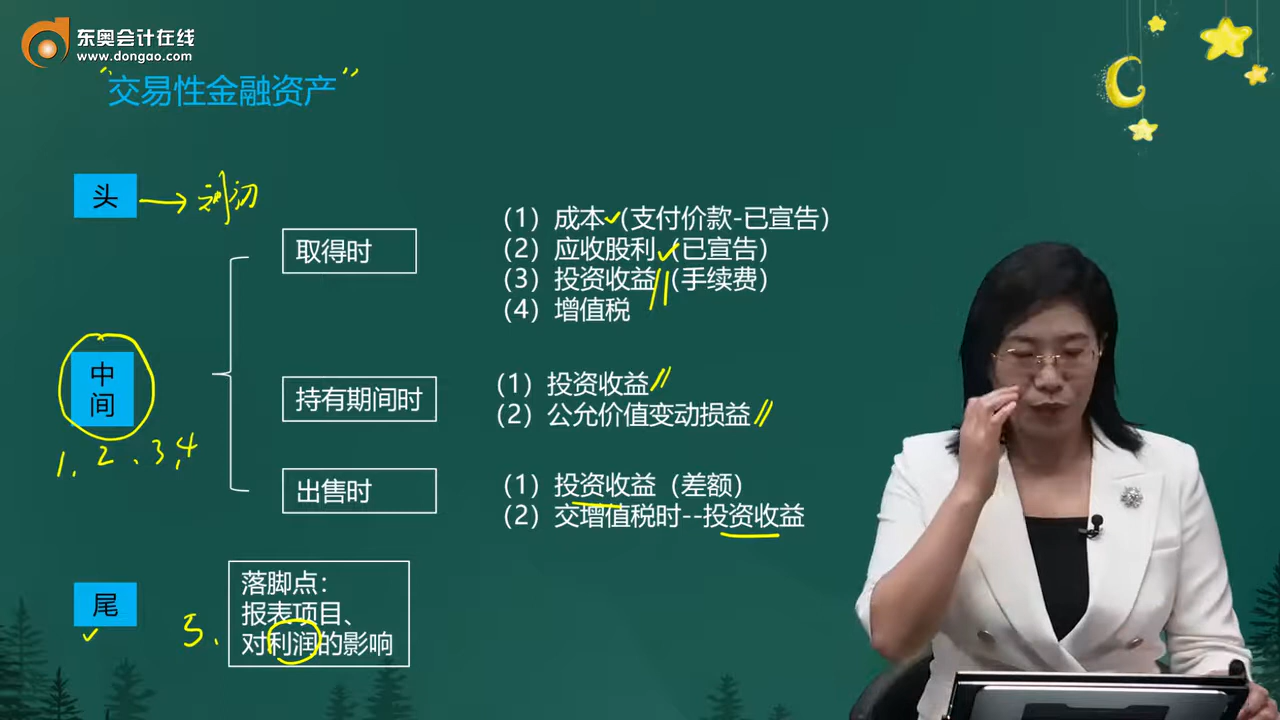 东奥会计在线
www.dongao.com
“交易性金融资产”
头
取得时
(1) 成本 (支付价款-已宣告)
(2) 应收股利 (已宣告)
(3) 投资收益 (手续费)
(4) 增值税
中
间
1、2、3,4
持有期间时
(1) 投资收益
(2) 公允价值变动损益
出售时
(1) 投资收益 (差额)
(2) 交增值税时--投资收益
尾
5、
落脚点:
报表项目、
对利润的影响